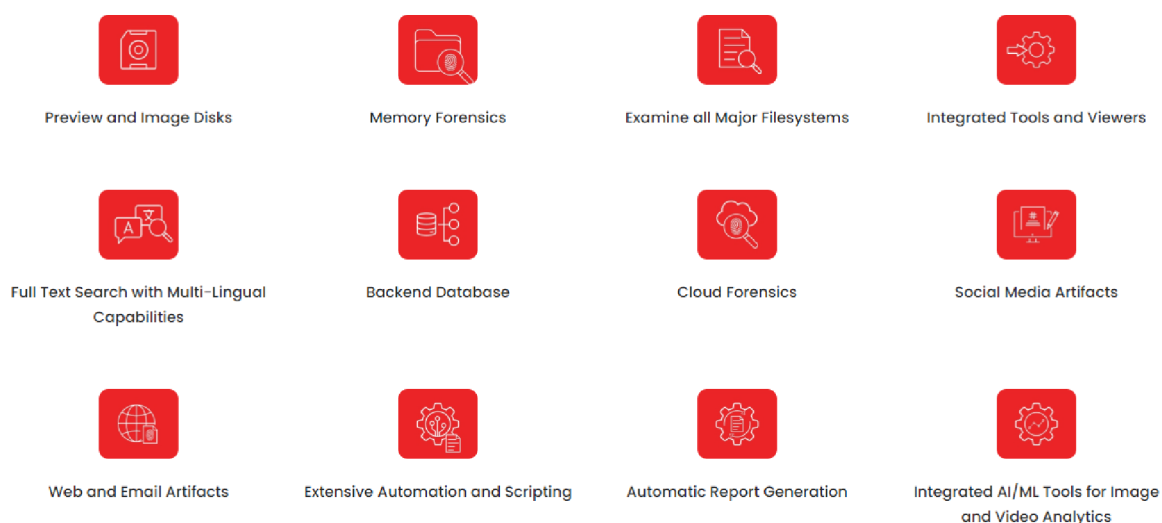 Preview and Image Disks
Memory Forensics
Examine all Major Filesystems
Integrated Tools and Viewers
A
文
Full Text Search with Multi-Lingual
Capabilities
Backend Database
Cloud Forensics
#
Social Media Artifacts
Web and Email Artifacts
Extensive Automation and Scripting
Automatic Report Generation
Integrated AI/ML Tools for Image
and Video Analytics